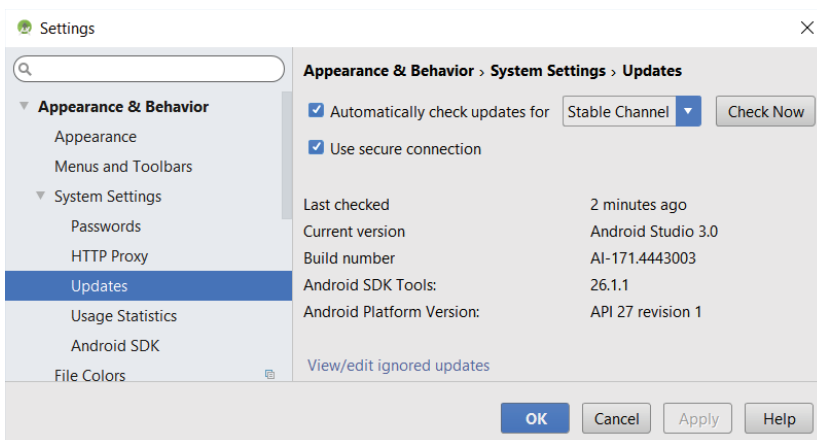 Settings
Appearance & Behavior
Appearance
Menus and Toolbars
System Settings
Passwords
HTTP Proxy
Updates
Usage Statistics
Android SDK
File Colors
Appearance & Behavior › System Settings › Updates
Automatically check updates for Stable Channel Check Now
Use secure connection
Last checked 2 minutes ago
Current version Android Studio 3.0
Build number AI-171.4443003
Android SDK Tools: 26.1.1
Android Platform Version: API 27 revision 1
View/edit ignored updates
OK Cancel Apply Help